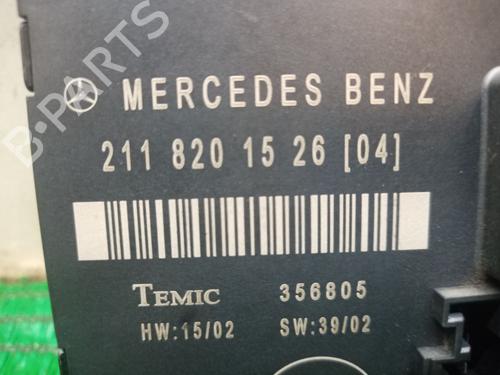 B-PARTS
MERCEDES BENZ
211 820 15 26 [04]
TEMIC 356805
HW:15/02 SW:39/02